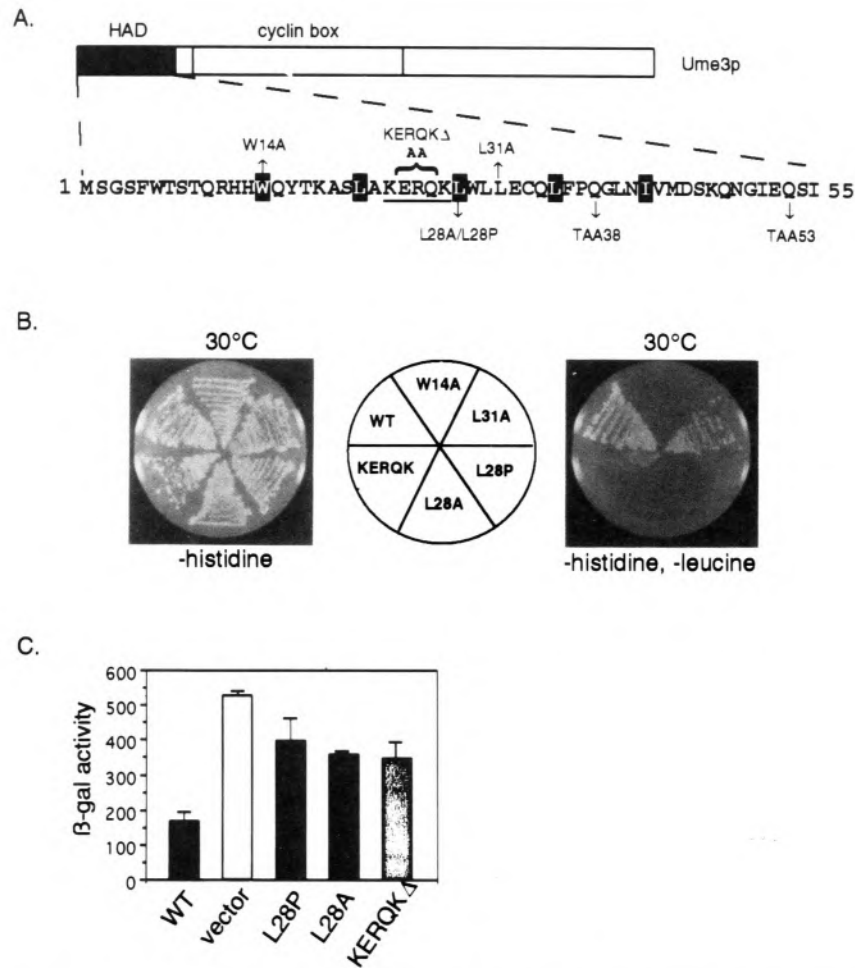 A.
HAD
cyclin box
Ume3p
KERQKΔ
W14A
AA
L31A
1 MSGSFWTSTQRHHWQYTKASLAKERQKLWLLECQLFPQGLNIVMDSKQNGIEQSI 55
L28A/L28P
TAA38
TAA53
B.
30°C
30°C
W14A
WT
L31A
KERQK
L28P
L28A
-histidine
-histidine, -leucine
C.
600
500
400
300
200
100
0
ß-gal activity
WT
vector
L28P
L28A
KERQKΔ